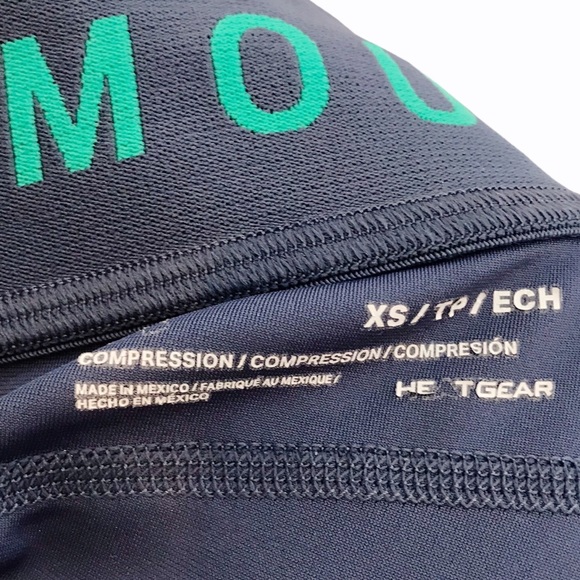 MOU
XS / TP / ECH
COMPRESSION / COMPRESSION / COMPRESIÓN
MADE IN MEXICO / FABRIQUÉ AU MEXIQUE /
HECHO EN MÉXICO
HEATGEAR